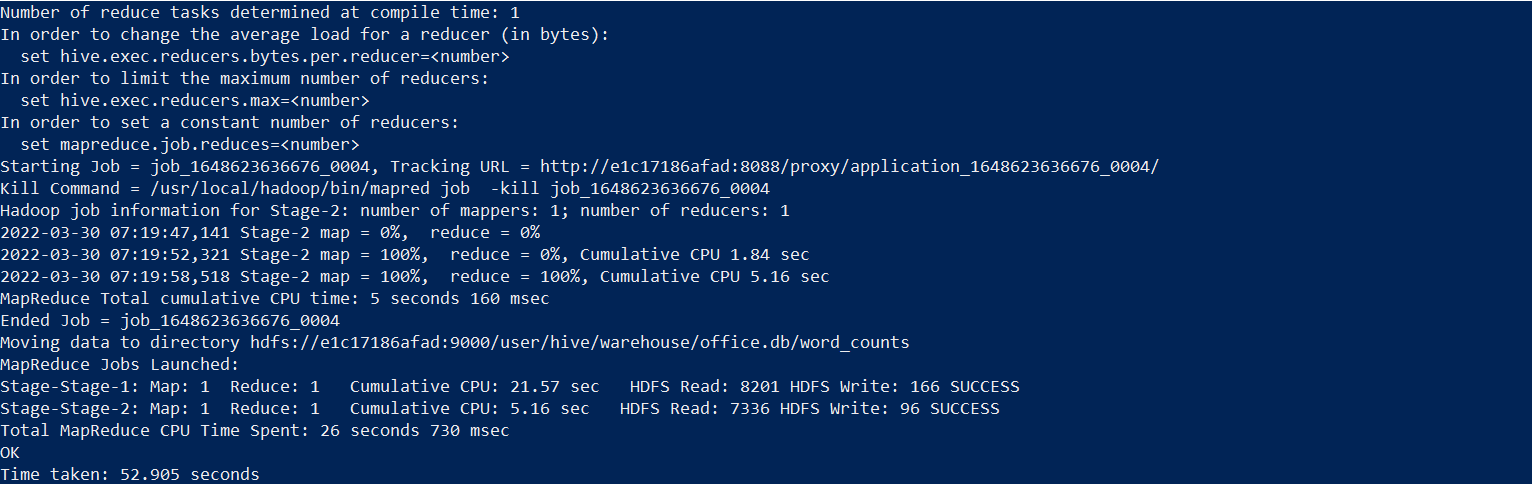 Number of reduce tasks determined at compile time: 1
In order to change the average load for a reducer (in bytes):
  set hive.exec.reducers.bytes.per.reducer=<number>
In order to limit the maximum number of reducers:
  set hive.exec.reducers.max=<number>
In order to set a constant number of reducers:
  set mapreduce.job.reduces=<number>
Starting Job = job_1648623636676_0004, Tracking URL = http://e1c17186afad:8088/proxy/application_1648623636676_0004/
Kill Command = /usr/local/hadoop/bin/mapred job  -kill job_1648623636676_0004
Hadoop job information for Stage-2: number of mappers: 1; number of reducers: 1
2022-03-30 07:19:47,141 Stage-2 map = 0%,  reduce = 0%
2022-03-30 07:19:52,321 Stage-2 map = 100%,  reduce = 0%, Cumulative CPU 1.84 sec
2022-03-30 07:19:58,518 Stage-2 map = 100%,  reduce = 100%, Cumulative CPU 5.16 sec
MapReduce Total cumulative CPU time: 5 seconds 160 msec
Ended Job = job_1648623636676_0004
Moving data to directory hdfs://e1c17186afad:9000/user/hive/warehouse/office.db/word_counts
MapReduce Jobs Launched:
Stage-Stage-1: Map: 1  Reduce: 1   Cumulative CPU: 21.57 sec   HDFS Read: 8201 HDFS Write: 166 SUCCESS
Stage-Stage-2: Map: 1  Reduce: 1   Cumulative CPU: 5.16 sec   HDFS Read: 7336 HDFS Write: 96 SUCCESS
Total MapReduce CPU Time Spent: 26 seconds 730 msec
OK
Time taken: 52.905 seconds